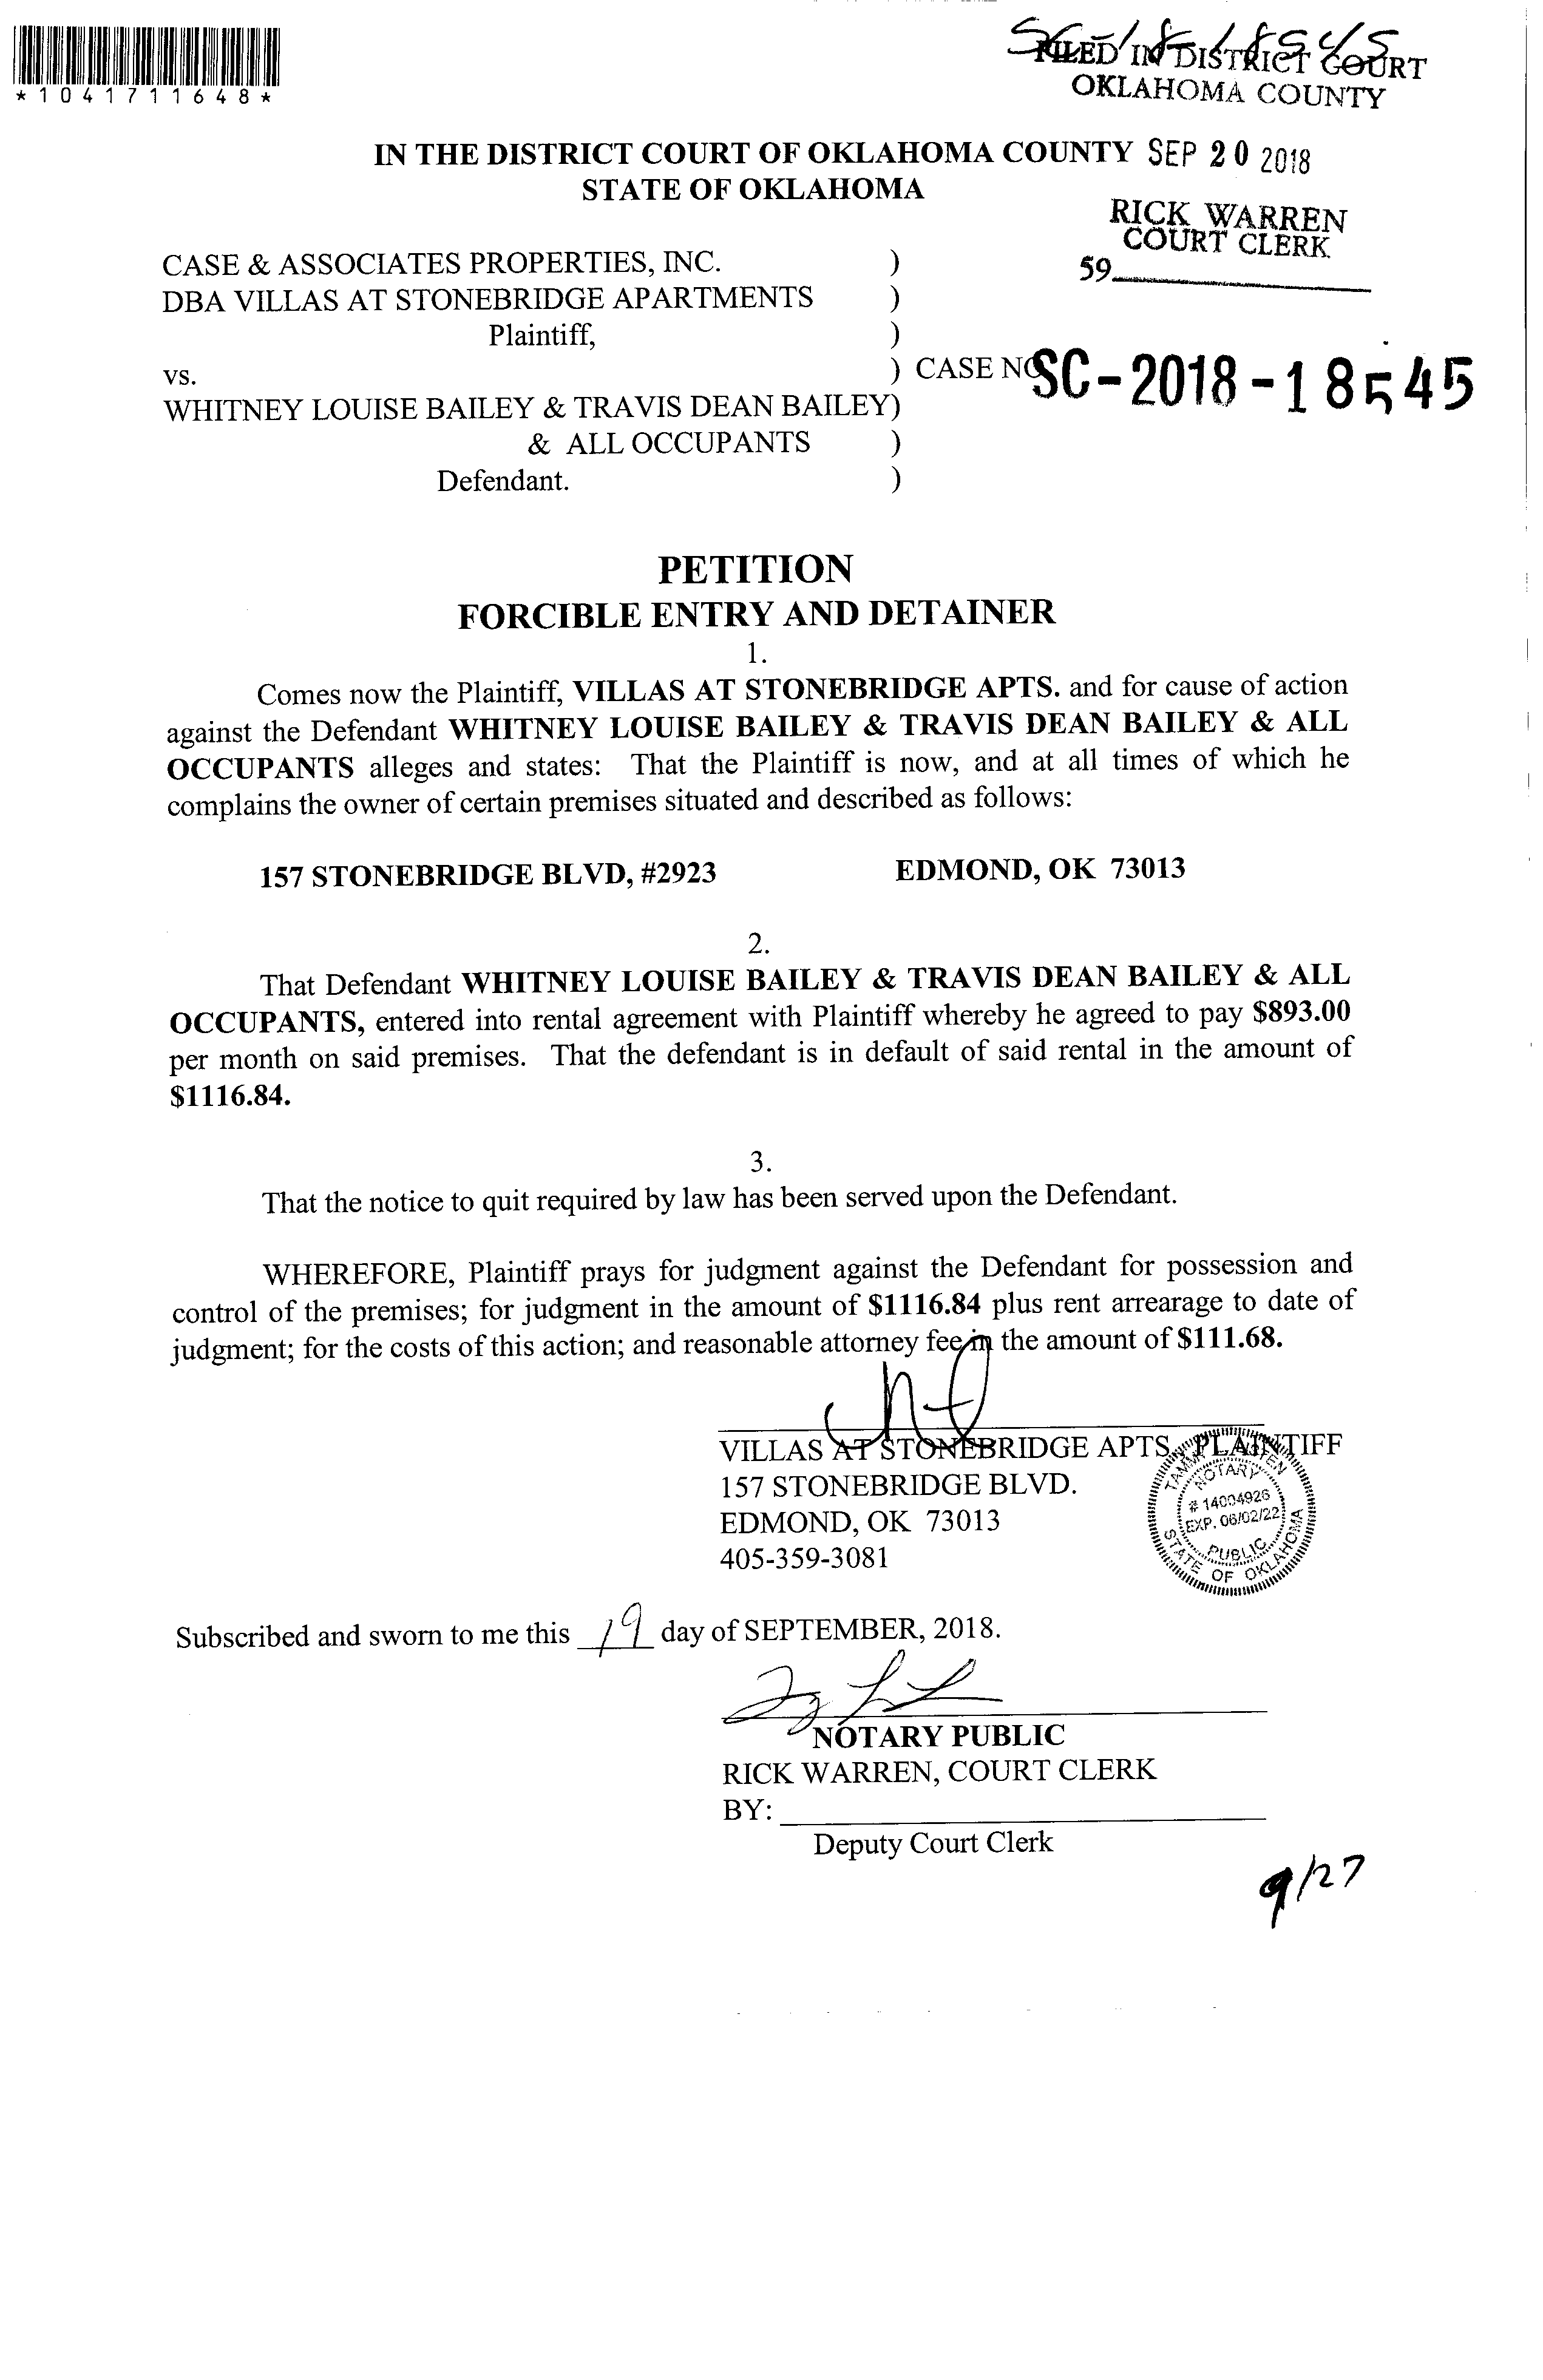 *1041711648*
SC-18-18545
FILED IN DISTRICT COURT
OKLAHOMA COUNTY
IN THE DISTRICT COURT OF OKLAHOMA COUNTY SEP 20 2018
STATE OF OKLAHOMA
RICK WARREN
COURT CLERK
59
CASE & ASSOCIATES PROPERTIES, INC. )
DBA VILLAS AT STONEBRIDGE APARTMENTS )
Plaintiff, )
vs. ) CASE NO SC-2018-18545
WHITNEY LOUISE BAILEY & TRAVIS DEAN BAILEY)
& ALL OCCUPANTS )
Defendant. )
PETITION
FORCIBLE ENTRY AND DETAINER
1.
Comes now the Plaintiff, VILLAS AT STONEBRIDGE APTS. and for cause of action
against the Defendant WHITNEY LOUISE BAILEY & TRAVIS DEAN BAILEY & ALL
OCCUPANTS alleges and states: That the Plaintiff is now, and at all times of which he
complains the owner of certain premises situated and described as follows:
157 STONEBRIDGE BLVD, #2923 EDMOND, OK 73013
2.
That Defendant WHITNEY LOUISE BAILEY & TRAVIS DEAN BAILEY & ALL
OCCUPANTS, entered into rental agreement with Plaintiff whereby he agreed to pay $893.00
per month on said premises. That the defendant is in default of said rental in the amount of
$1116.84.
3.
That the notice to quit required by law has been served upon the Defendant.
WHEREFORE, Plaintiff prays for judgment against the Defendant for possession and
control of the premises; for judgment in the amount of $1116.84 plus rent arrearage to date of
judgment; for the costs of this action; and reasonable attorney fee in the amount of $111.68.
VILLAS AT STONEBRIDGE APTS. PLAINTIFF
157 STONEBRIDGE BLVD.
EDMOND, OK 73013
405-359-3081
NOTARY
# 14004926
EXP. 06/02/22
PUBLIC
STATE OF OKLAHOMA
Subscribed and sworn to me this 19 day of SEPTEMBER, 2018.
NOTARY PUBLIC
RICK WARREN, COURT CLERK
BY:
Deputy Court Clerk
9/27